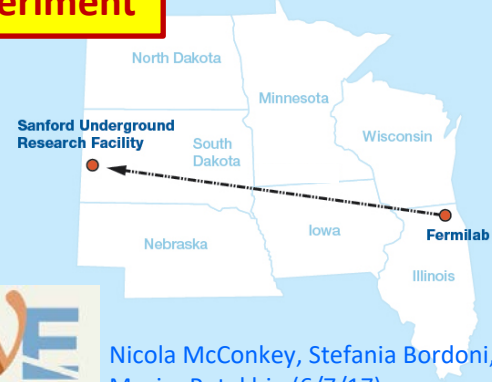 eriment
North Dakota
Minnesota
Sanford Underground
Research Facility
South
Dakota
Wisconsin
Nebraska
Iowa
Fermilab
Illinois
E
Nicola McConkey, Stefania Bordoni,